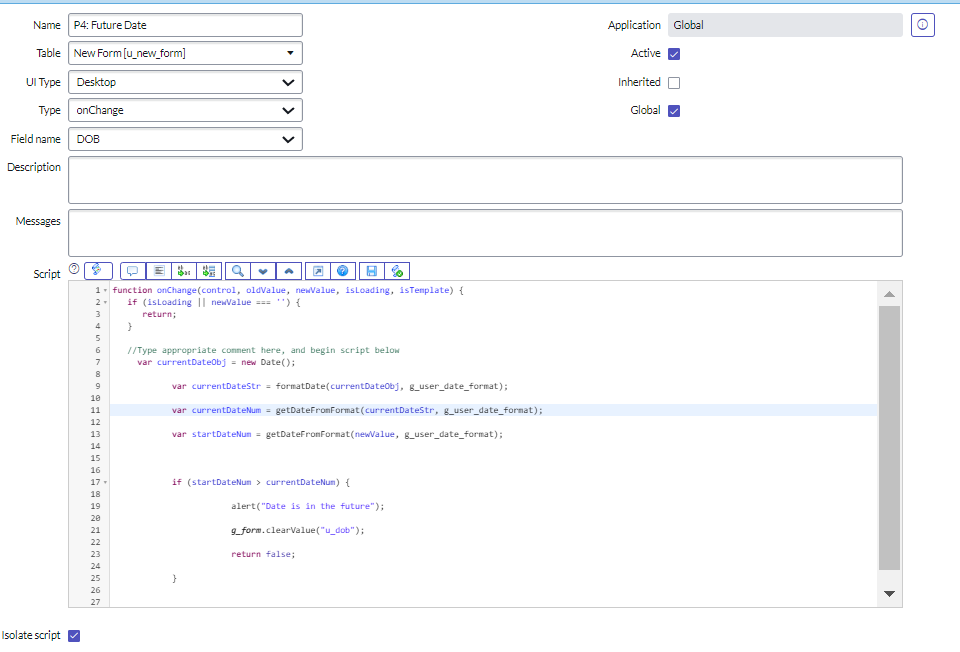 Name P4: Future Date Application Global
Table New Form [u_new_form] Active
UI Type Desktop Inherited
Type onChange Global
Field name DOB
Description
Messages
Script
1 function onChange(control, oldValue, newValue, isLoading, isTemplate) {
2 if (isLoading || newValue === '') {
3 return;
4 }
5
6 //Type appropriate comment here, and begin script below
7 var currentDateObj = new Date();
8
9 var currentDateStr = formatDate(currentDateObj, g_user_date_format);
10
11 var currentDateNum = getDateFromFormat(currentDateStr, g_user_date_format);
12
13 var startDateNum = getDateFromFormat(newValue, g_user_date_format);
14
15
16
17 if (startDateNum > currentDateNum) {
18
19 alert("Date is in the future");
20
21 g_form.clearValue("u_dob");
22
23 return false;
24
25 }
26
27
Isolate script